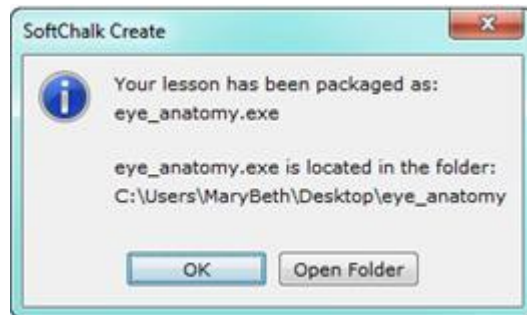 SoftChalk Create
Your lesson has been packaged as:
eye_anatomy.exe
eye_anatomy.exe is located in the folder:
C:\Users\MaryBeth\Desktop\eye_anatomy
OK
Open Folder